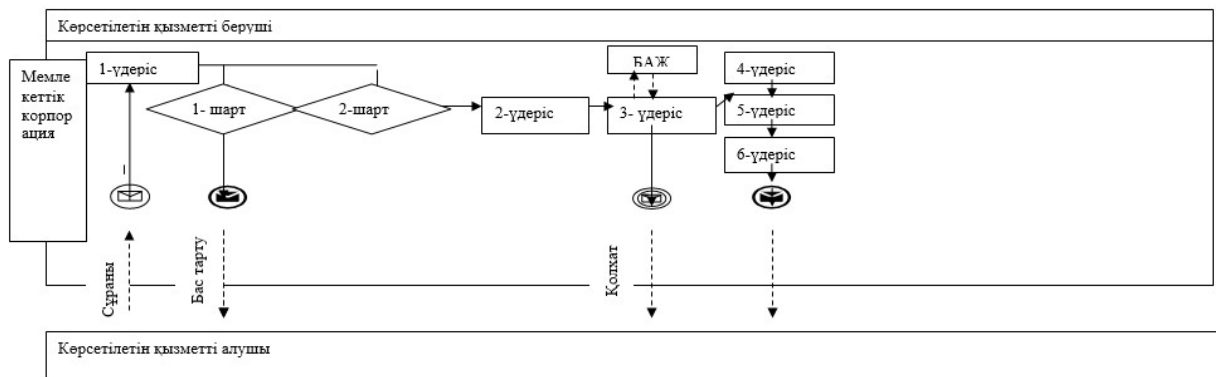 Көрсетілетін қызметті беруші
Мемле
кеттік
корпор
ация
1-үдеріс
1- шарт
2-шарт
2-үдеріс
БАЖ
3- үдеріс
4-үдеріс
5-үдеріс
6-үдеріс
Сұраны
Бас тарту
Қолхат
Көрсетілетін қызметті алушы